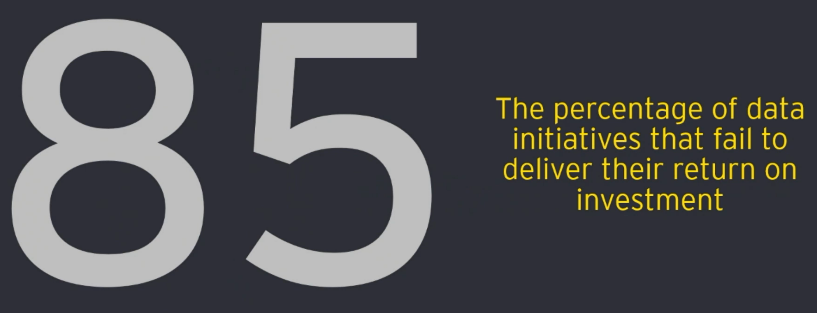 85
The percentage of data
initiatives that fail to
deliver their return on
investment